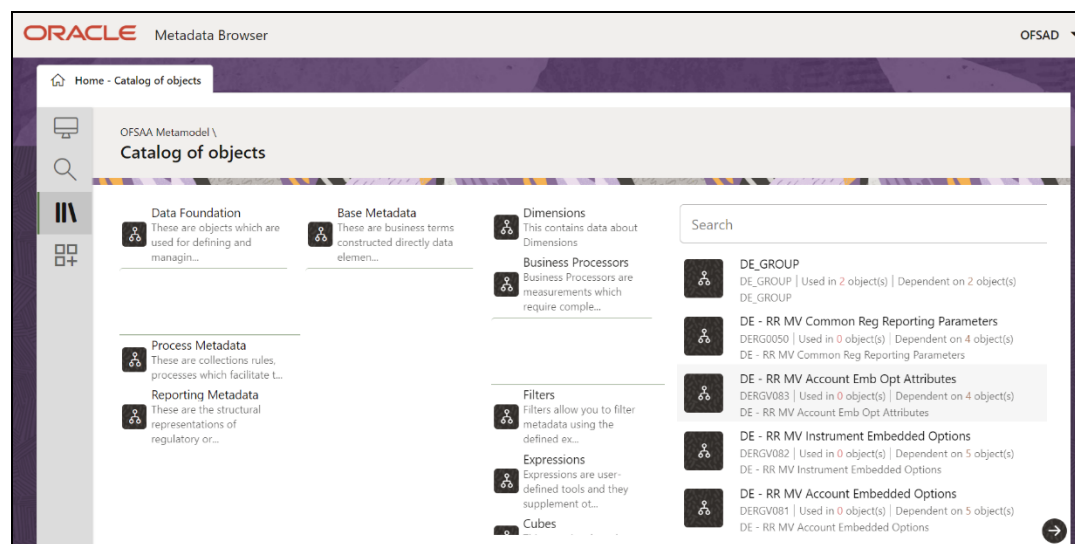 ORACLE Metadata Browser
OFSAD
Home - Catalog of objects
OFSAA Metamodel \
Catalog of objects
Data Foundation
These are objects which are
used for defining and
managin...
Base Metadata
These are business terms
constructed directly data
elemen...
Dimensions
This contains data about
Dimensions
Business Processors
Business Processors are
measurements which
require comple...
Process Metadata
These are collections rules,
processes which facilitate t...
Reporting Metadata
These are the structural
representations of
regulatory or...
Filters
Filters allow you to filter
metadata using the
defined ex...
Expressions
Expressions are user-
defined tools and they
supplement ot...
Cubes
Search
DE_GROUP
DE_GROUP | Used in 2 object(s) | Dependent on 2 object(s)
DE_GROUP
DE - RR MV Common Reg Reporting Parameters
DERG0050 | Used in 0 object(s) | Dependent on 4 object(s)
DE - RR MV Common Reg Reporting Parameters
DE - RR MV Account Emb Opt Attributes
DERGV083 | Used in 0 object(s) | Dependent on 4 object(s)
DE - RR MV Account Emb Opt Attributes
DE - RR MV Instrument Embedded Options
DERGV082 | Used in 0 object(s) | Dependent on 5 object(s)
DE - RR MV Instrument Embedded Options
DE - RR MV Account Embedded Options
DERGV081 | Used in 0 object(s) | Dependent on 5 object(s)
DE - RR MV Account Embedded Options